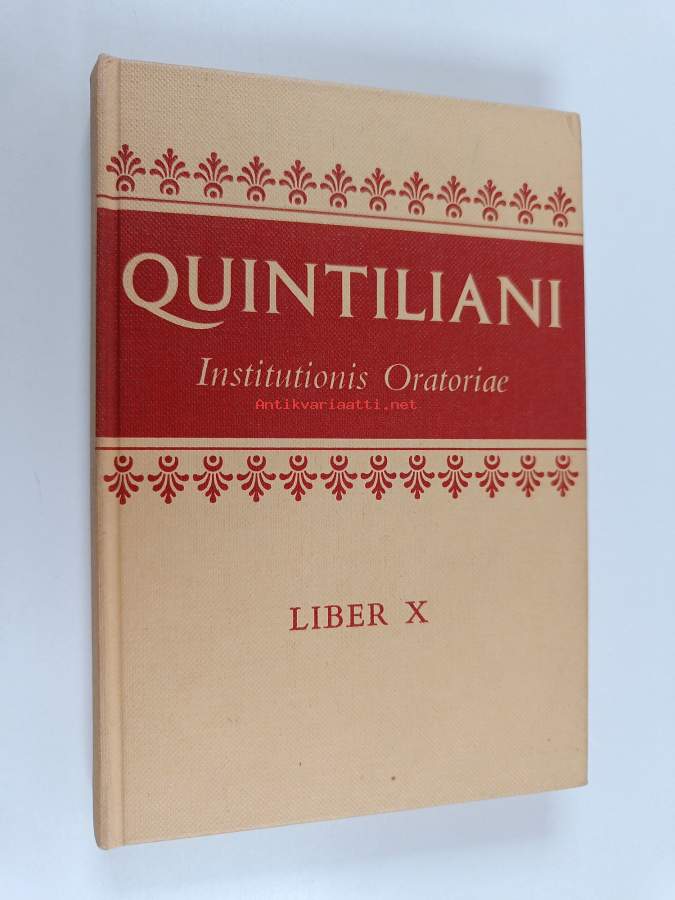 QUINTILIANI
Institutionis Oratoriae
Antikvariaatti.net
LIBER X